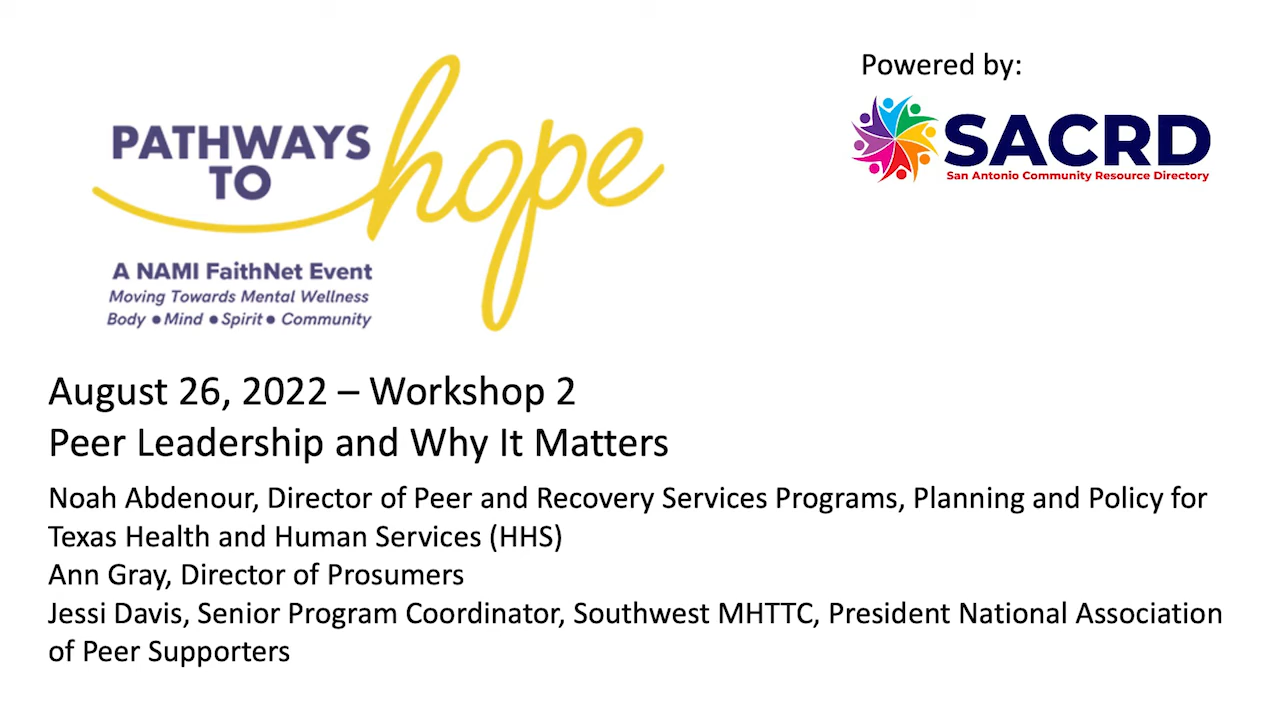 PATHWAYS
TO
hope
A NAMI FaithNet Event
Moving Towards Mental Wellness
Body ● Mind ● Spirit ● Community
Powered by:
SACRD
San Antonio Community Resource Directory
August 26, 2022 – Workshop 2
Peer Leadership and Why It Matters
Noah Abdenour, Director of Peer and Recovery Services Programs, Planning and Policy for
Texas Health and Human Services (HHS)
Ann Gray, Director of Prosumers
Jessi Davis, Senior Program Coordinator, Southwest MHTTC, President National Association
of Peer Supporters